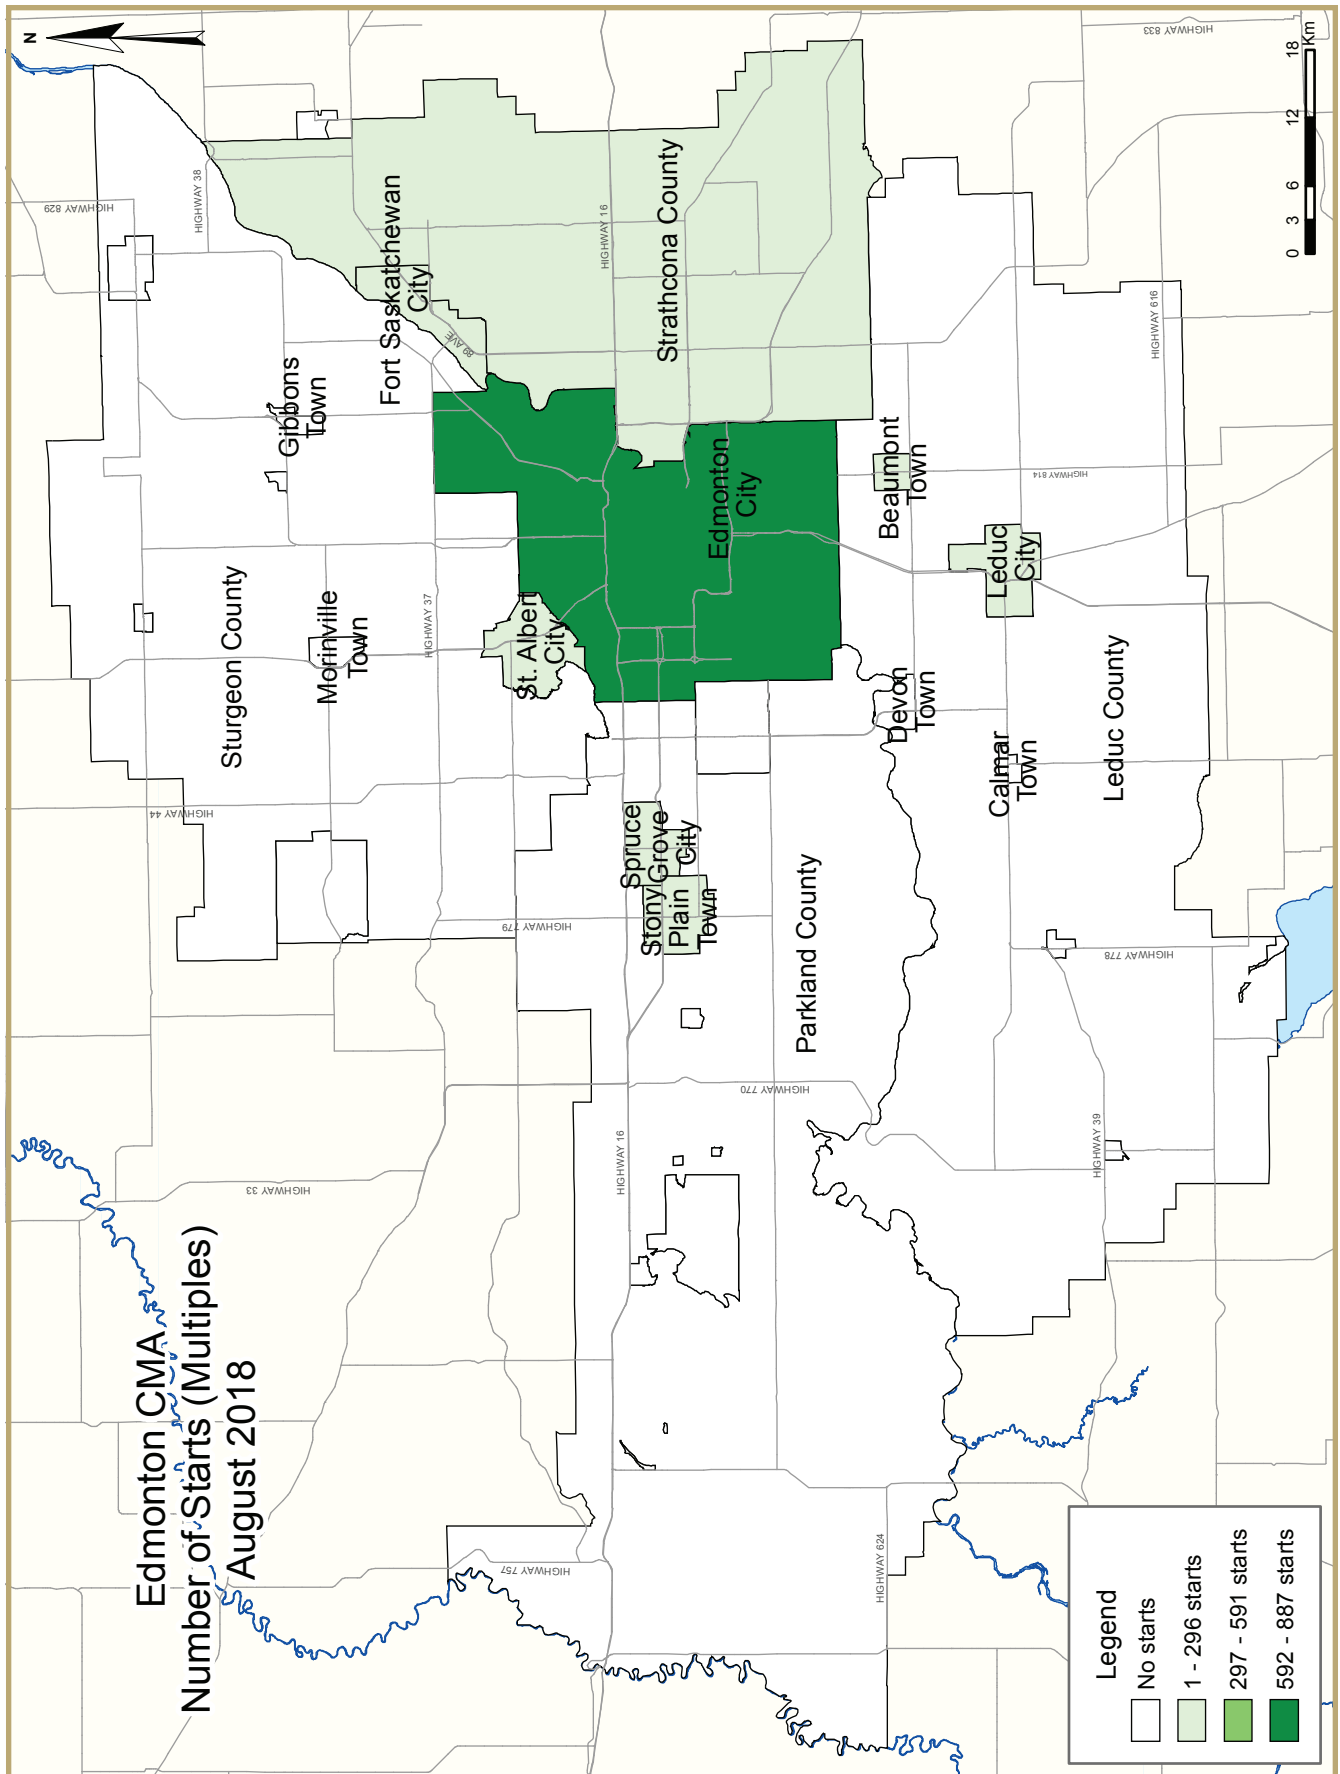 Edmonton CMA
Number of Starts (Multiples)
August 2018
N
HIGHWAY 829
HIGHWAY 38
HIGHWAY 833
HIGHWAY 44
HIGHWAY 37
HIGHWAY 779
HIGHWAY 33
HIGHWAY 16
HIGHWAY 16
89 AVE
HIGHWAY 757
HIGHWAY 770
HIGHWAY 624
HIGHWAY 39
HIGHWAY 778
HIGHWAY 814
HIGHWAY 616
Sturgeon County
Morinville
Town
Gibbons
Town
Fort Saskatchewan
City
St. Albert
City
Strathcona County
Edmonton
City
Spruce
Grove
City
Stony
Plain
Town
Parkland County
Beaumont
Town
Leduc
City
Devon
Town
Calmar
Town
Leduc County
Legend
No starts
1 - 296 starts
297 - 591 starts
592 - 887 starts
0 3 6 12 18
Km